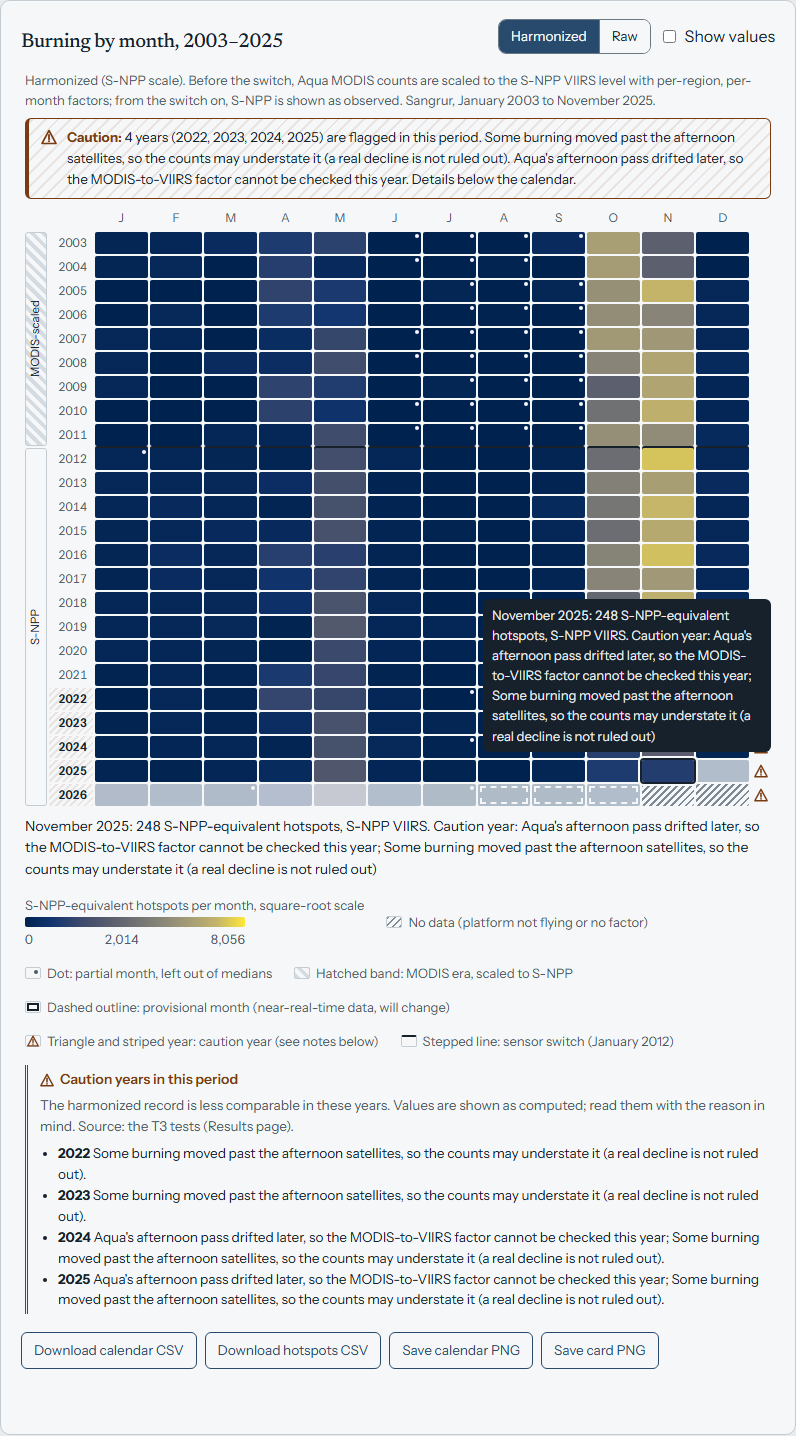 Burning by month, 2003–2025
Harmonized
Raw
Show values
Harmonized (S-NPP scale). Before the switch, Aqua MODIS counts are scaled to the S-NPP VIIRS level with per-region, per-
month factors; from the switch on, S-NPP is shown as observed. Sangrur, January 2003 to November 2025.
Caution: 4 years (2022, 2023, 2024, 2025) are flagged in this period. Some burning moved past the afternoon
satellites, so the counts may understate it (a real decline is not ruled out). Aqua's afternoon pass drifted later, so
the MODIS-to-VIIRS factor cannot be checked this year. Details below the calendar.
J F M A M J J A S O N D
MODIS-scaled
2003
2004
2005
2006
2007
2008
2009
2010
2011
S-NPP
2012
2013
2014
2015
2016
2017
2018
2019
2020
2021
2022
2023
2024
2025
2026
November 2025: 248 S-NPP-equivalent
hotspots, S-NPP VIIRS. Caution year: Aqua's
afternoon pass drifted later, so the MODIS-
to-VIIRS factor cannot be checked this year;
Some burning moved past the afternoon
satellites, so the counts may understate it (a
real decline is not ruled out)
November 2025: 248 S-NPP-equivalent hotspots, S-NPP VIIRS. Caution year: Aqua's afternoon pass drifted later, so
the MODIS-to-VIIRS factor cannot be checked this year; Some burning moved past the afternoon satellites, so the
counts may understate it (a real decline is not ruled out)
S-NPP-equivalent hotspots per month, square-root scale
0 2,014 8,056
No data (platform not flying or no factor)
Dot: partial month, left out of medians
Hatched band: MODIS era, scaled to S-NPP
Dashed outline: provisional month (near-real-time data, will change)
Triangle and striped year: caution year (see notes below)
Stepped line: sensor switch (January 2012)
Caution years in this period
The harmonized record is less comparable in these years. Values are shown as computed; read them with the reason in
mind. Source: the T3 tests (Results page).
• 2022 Some burning moved past the afternoon satellites, so the counts may understate it (a real decline is not ruled
out).
• 2023 Some burning moved past the afternoon satellites, so the counts may understate it (a real decline is not ruled
out).
• 2024 Aqua's afternoon pass drifted later, so the MODIS-to-VIIRS factor cannot be checked this year; Some burning
moved past the afternoon satellites, so the counts may understate it (a real decline is not ruled out).
• 2025 Aqua's afternoon pass drifted later, so the MODIS-to-VIIRS factor cannot be checked this year; Some burning
moved past the afternoon satellites, so the counts may understate it (a real decline is not ruled out).
Download calendar CSV
Download hotspots CSV
Save calendar PNG
Save card PNG